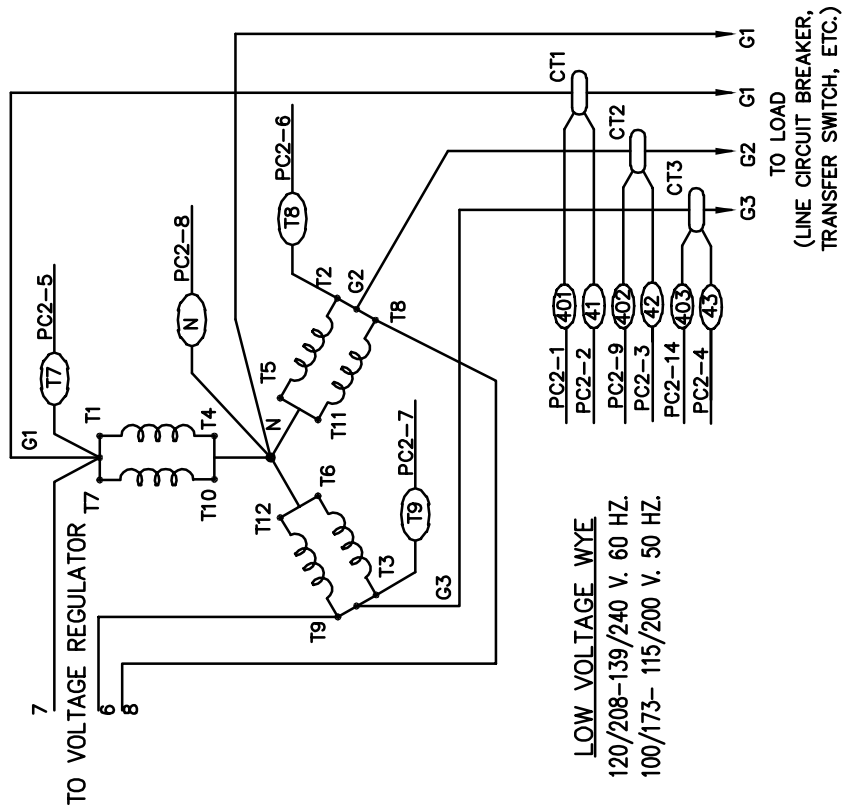 G1
G1
G2
G3
TO LOAD
(LINE CIRCUIT BREAKER,
TRANSFER SWITCH, ETC.)
CT1
CT2
CT3
PC2-6
T8
PC2-8
N
PC2-5
T7
G1
T1
T7
T4
T10
N
T2
G2
T8
T5
T11
T12
T6
T3
T9
G3
PC2-7
T9
TO VOLTAGE REGULATOR
7
6
8
PC2-1 401
PC2-2 41
PC2-9 402
PC2-3 42
PC2-14 403
PC2-4 43
LOW VOLTAGE WYE
120/208-139/240 V. 60 HZ.
100/173- 115/200 V. 50 HZ.